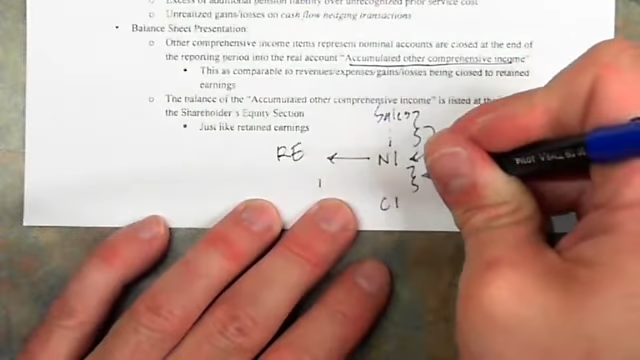 Excess of additional pension liability over unrecognized prior service cost
○ Unrealized gains/losses on cash flow hedging transactions
• Balance Sheet Presentation:
○ Other comprehensive income items represent nominal accounts are closed at the end of
the reporting period into the real account "Accumulated other comprehensive income"
▪ This as comparable to revenues/expenses/gains/losses being closed to retained
earnings
○ The balance of the "Accumulated other comprehensive income" is listed at the
the Shareholder's Equity Section
▪ Just like retained earnings
Sales
RE ← NI
CI
PILOT